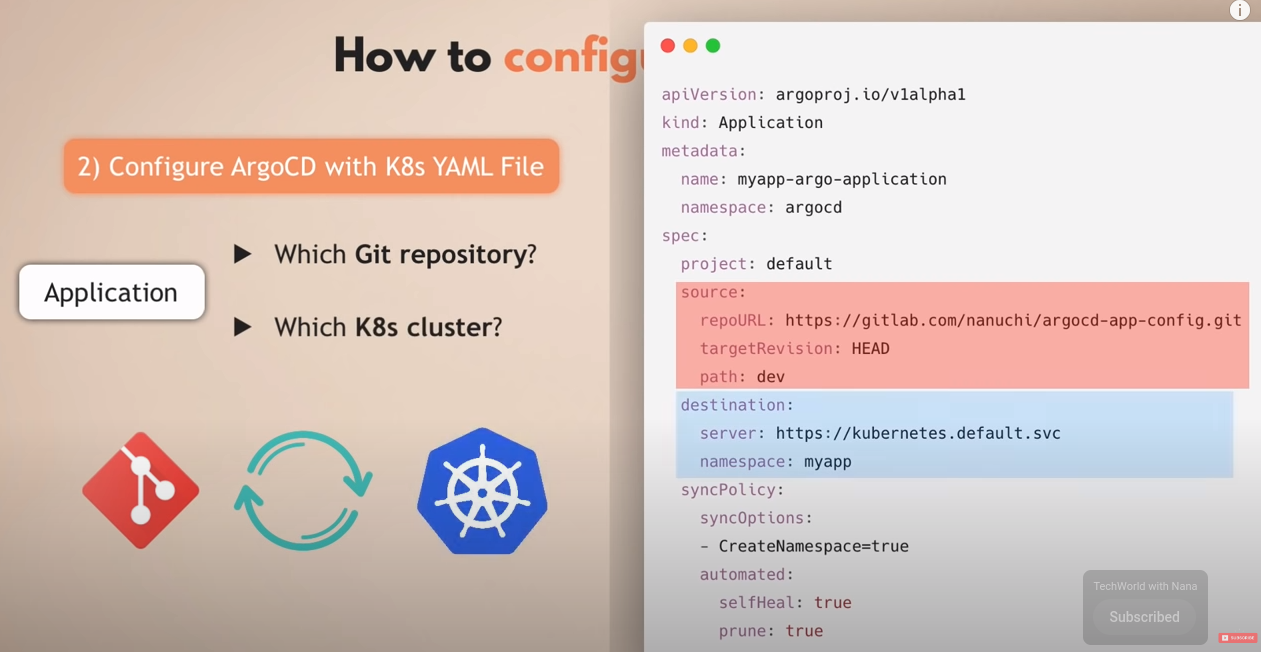 How to configu
2) Configure ArgoCD with K8s YAML File
Application
Which Git repository?
Which K8s cluster?
apiVersion: argoproj.io/v1alpha1
kind: Application
metadata:
  name: myapp-argo-application
  namespace: argocd
spec:
  project: default
  source:
    repoURL: https://gitlab.com/nanuchi/argocd-app-config.git
    targetRevision: HEAD
    path: dev
  destination:
    server: https://kubernetes.default.svc
    namespace: myapp
  syncPolicy:
    syncOptions:
    - CreateNamespace=true
    automated:
      selfHeal: true
      prune: true
TechWorld with Nana
Subscribed
SUBSCRIBE